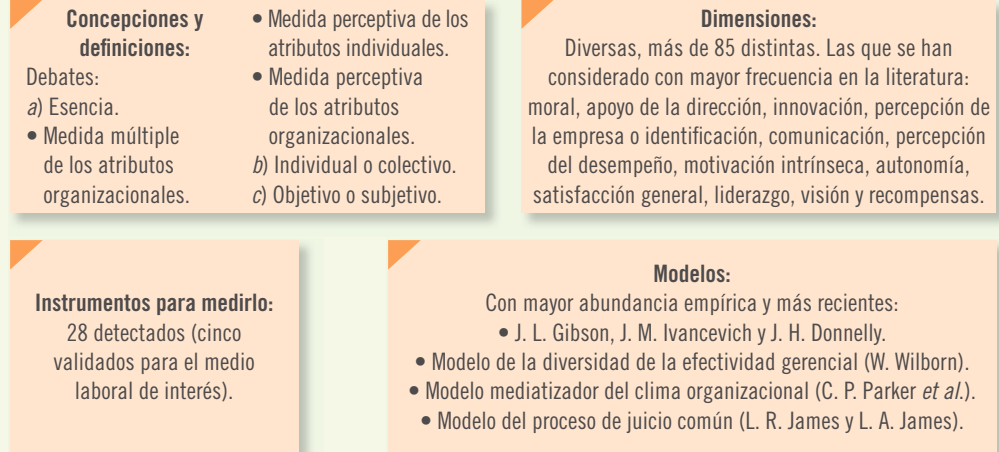 Concepciones y
definiciones:
Debates:
a) Esencia.
• Medida múltiple
de los atributos
organizacionales.
• Medida perceptiva de los
atributos individuales.
• Medida perceptiva
de los atributos
organizacionales.
b) Individual o colectivo.
c) Objetivo o subjetivo.
Dimensiones:
Diversas, más de 85 distintas. Las que se han
considerado con mayor frecuencia en la literatura:
moral, apoyo de la dirección, innovación, percepción de
la empresa o identificación, comunicación, percepción
del desempeño, motivación intrínseca, autonomía,
satisfacción general, liderazgo, visión y recompensas.
Instrumentos para medirlo:
28 detectados (cinco
validados para el medio
laboral de interés).
Modelos:
Con mayor abundancia empírica y más recientes:
• J. L. Gibson, J. M. Ivancevich y J. H. Donnelly.
• Modelo de la diversidad de la efectividad gerencial (W. Wilborn).
• Modelo mediatizador del clima organizacional (C. P. Parker et al.).
• Modelo del proceso de juicio común (L. R. James y L. A. James).